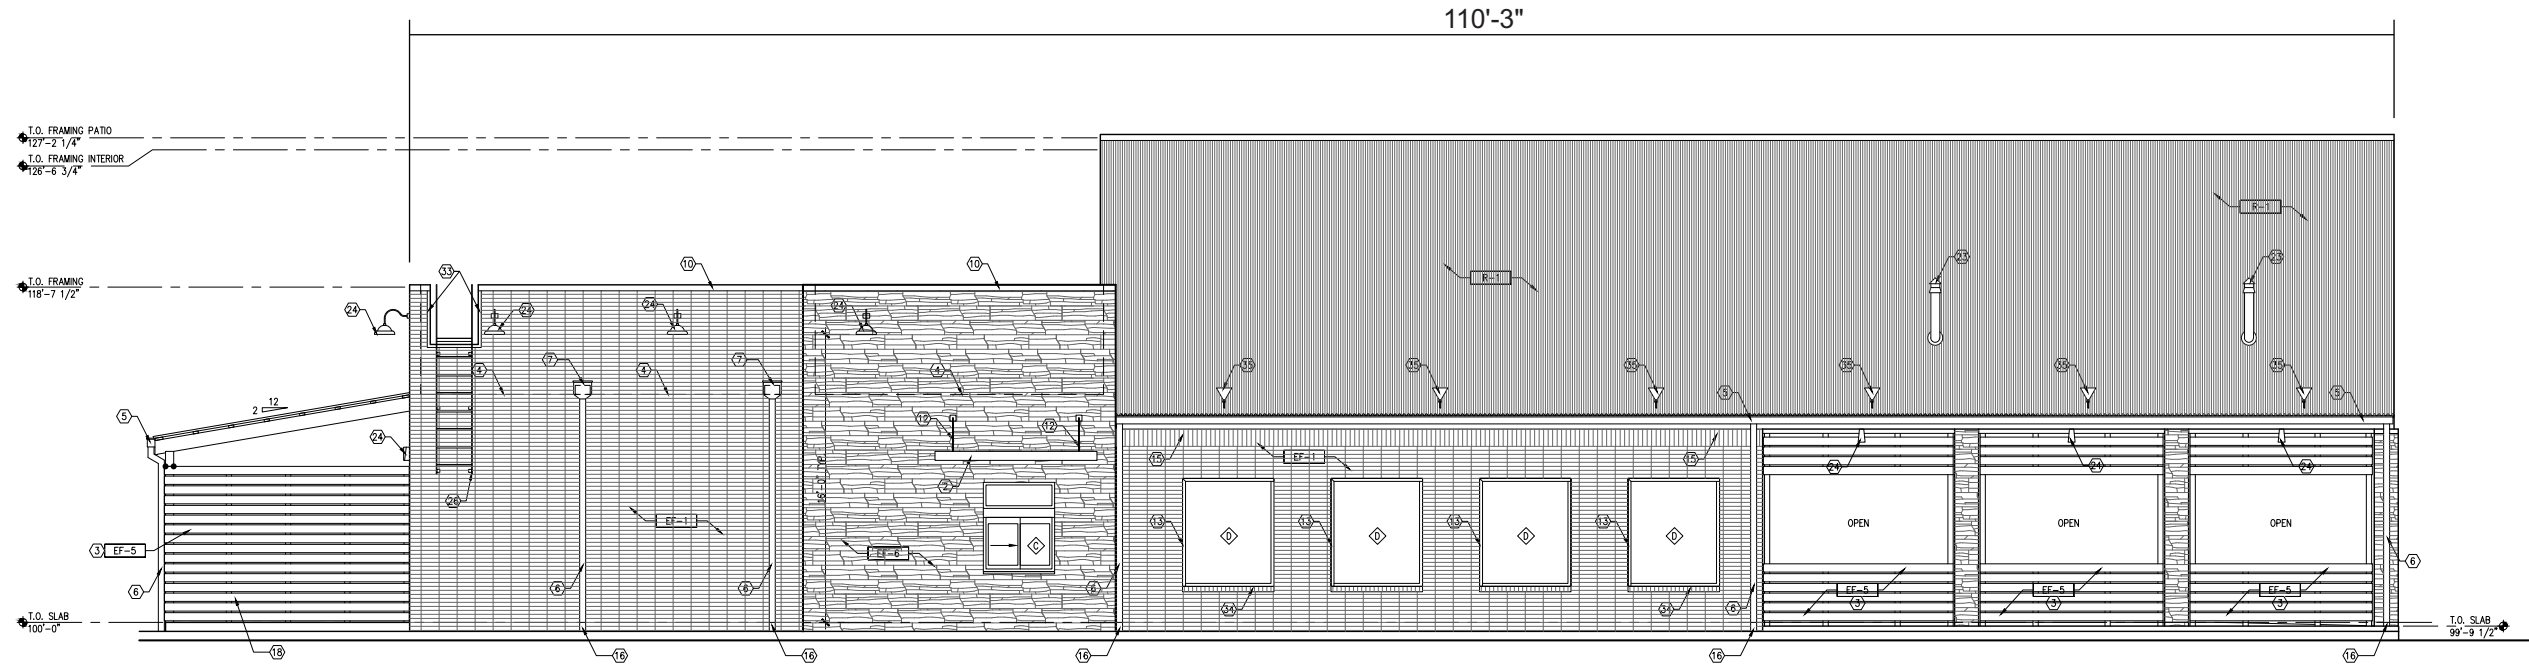 110'-3"
T.O. FRAMING PATIO
127'-2 1/4"
T.O. FRAMING INTERIOR
126'-6 3/4"
R-1
R-1
23
23
33
10
10
T.O. FRAMING
118'-7 1/2"
24
24
24
24
7
7
4
4
4
35
35
35
35
35
35
12
2
5
5
5
12
12
24
15
15
EF-1
24
24
24
2
26
16'-0" TYP.
EF-1
EF-6
C
13
D
13
D
13
D
13
D
OPEN
OPEN
OPEN
3 EF-5
6
6
6
6
34
34
6
EF-5
3
EF-5
3
EF-5
3
6
T.O. SLAB
100'-0"
T.O. SLAB
99'-9 1/2"
18
16
16
16
16
16